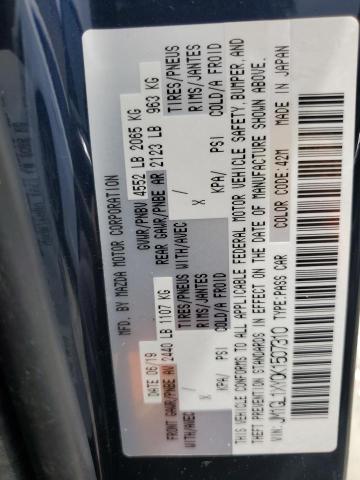 MFD. BY MAZDA MOTOR CORPORATION
DATE 06/19 GVWR/PNBV 4552 LB 2065 KG
FRONT GAWR/PNBE AV 2440 LB 1107 KG REAR GAWR/PNBE AR 2123 LB 963 KG
WITH/AVEC TIRES/PNEUS WITH/AVEC / TIRES/PNEUS
X RIMS/JANTES X RIMS/JANTES
KPA/ PSI COLD/A FROID KPA/ PSI COLD/A FROID
THIS VEHICLE CONFORMS TO ALL APPLICABLE FEDERAL MOTOR VEHICLE SAFETY, BUMPER, AND
THEFT PREVENTION STANDARDS IN EFFECT ON THE DATE OF MANUFACTURE SHOWN ABOVE.
VIN: TYPE:PASS CAR COLOR CODE:42M MADE IN JAPAN